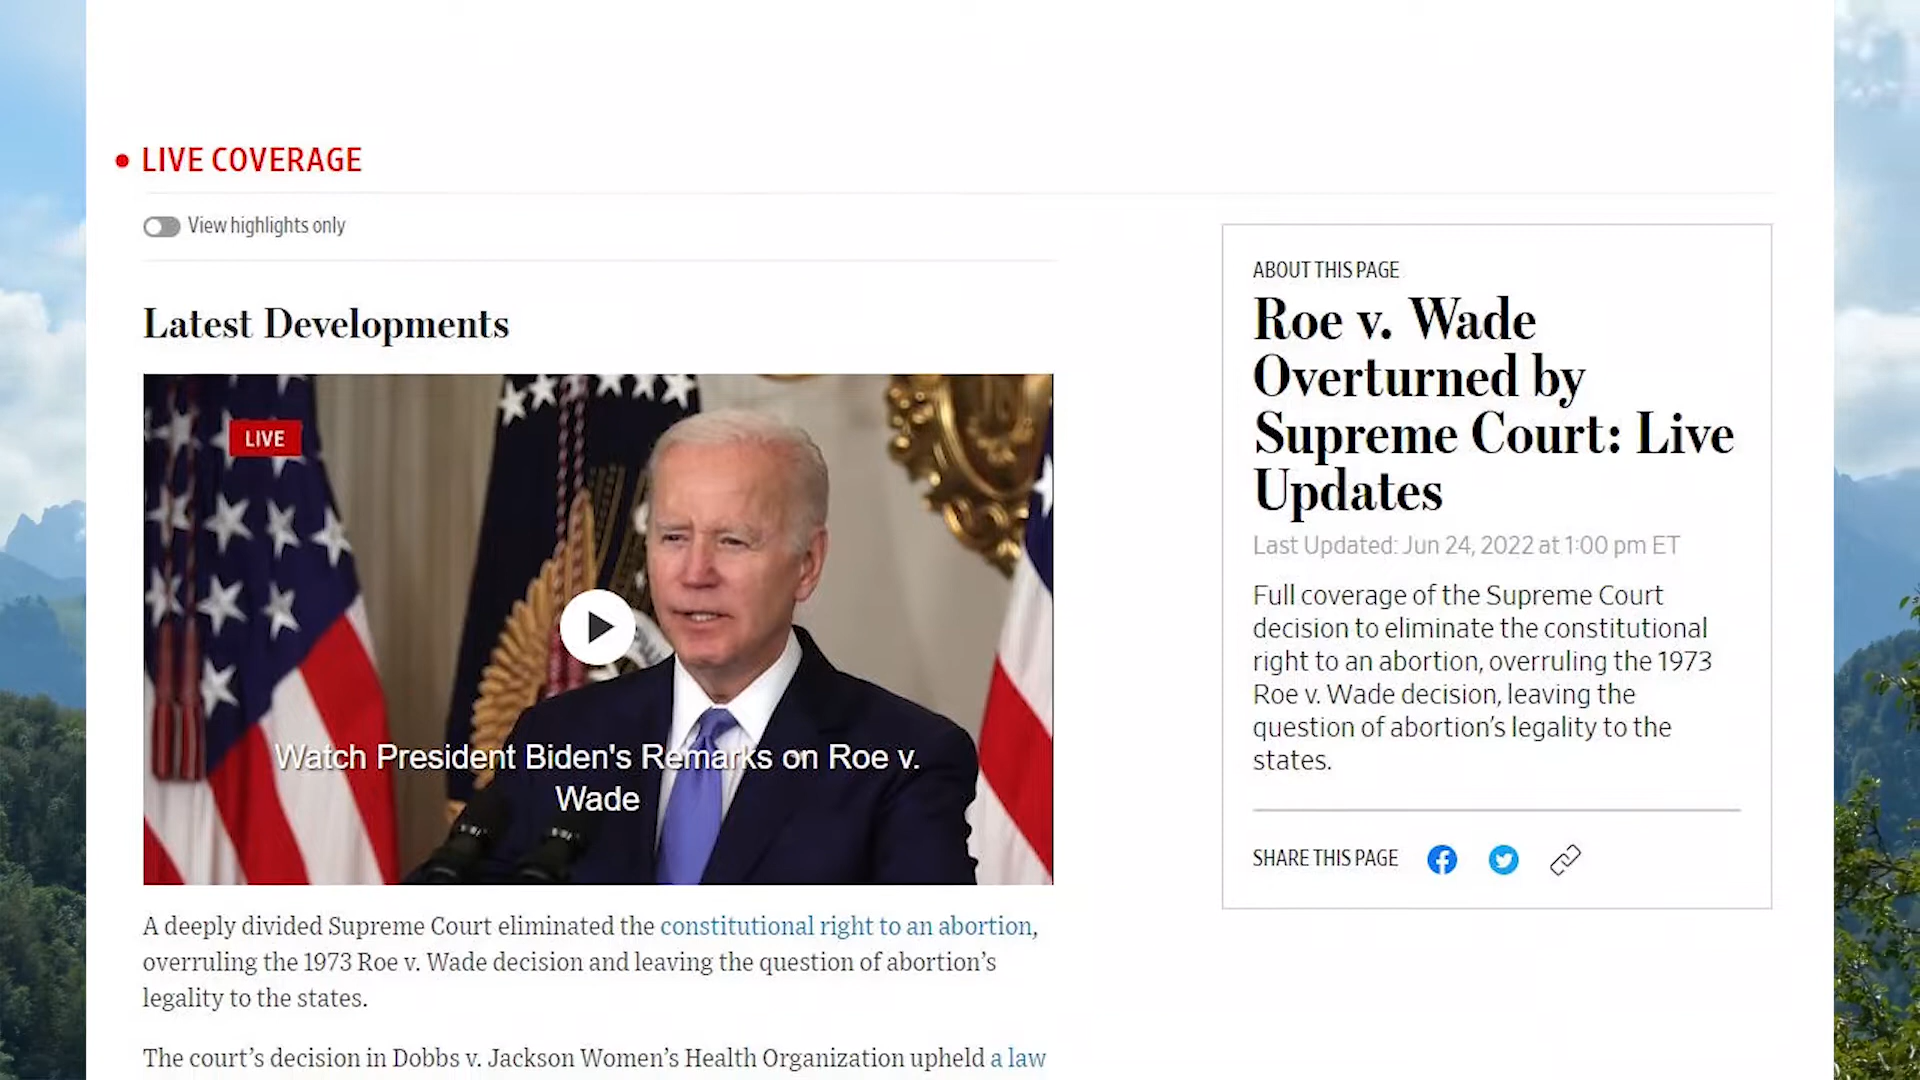 LIVE COVERAGE
View highlights only
Latest Developments
LIVE
Watch President Biden's Remarks on Roe v.
Wade
A deeply divided Supreme Court eliminated the constitutional right to an abortion,
overruling the 1973 Roe v. Wade decision and leaving the question of abortion’s
legality to the states.
The court’s decision in Dobbs v. Jackson Women’s Health Organization upheld a law
ABOUT THIS PAGE
Roe v. Wade
Overturned by
Supreme Court: Live
Updates
Last Updated: Jun 24, 2022 at 1:00 pm ET
Full coverage of the Supreme Court
decision to eliminate the constitutional
right to an abortion, overruling the 1973
Roe v. Wade decision, leaving the
question of abortion’s legality to the
states.
SHARE THIS PAGE